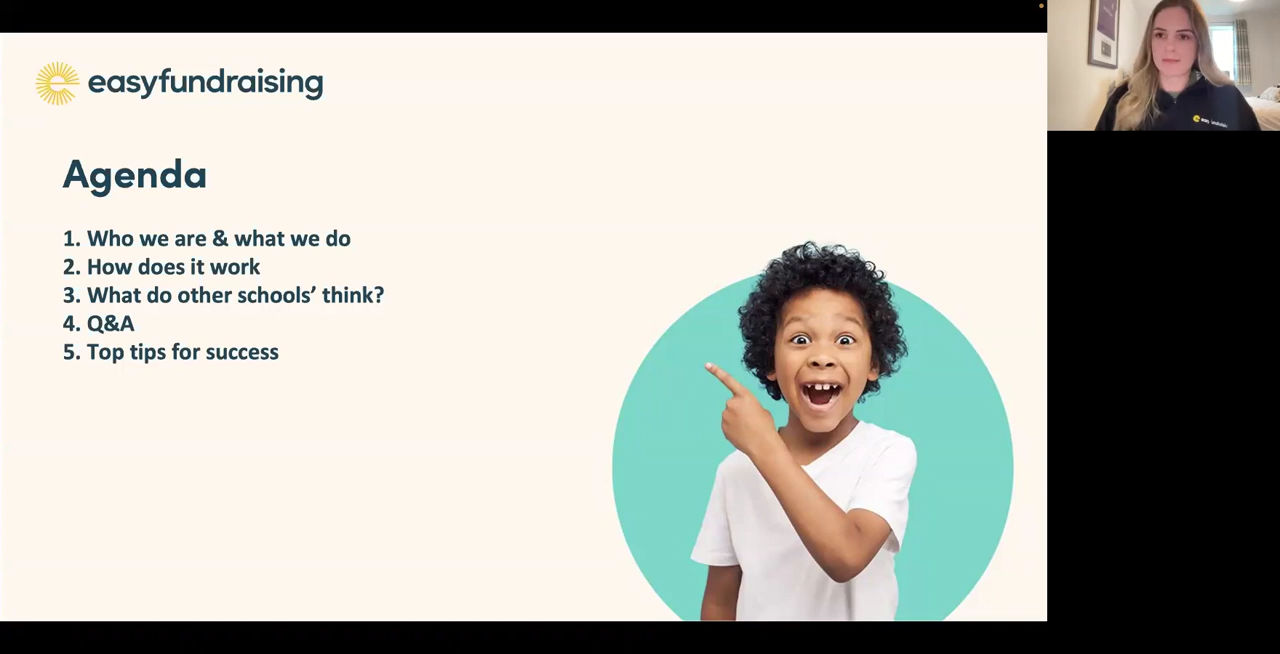 easyfundraising
Agenda
1. Who we are & what we do
2. How does it work
3. What do other schools’ think?
4. Q&A
5. Top tips for success